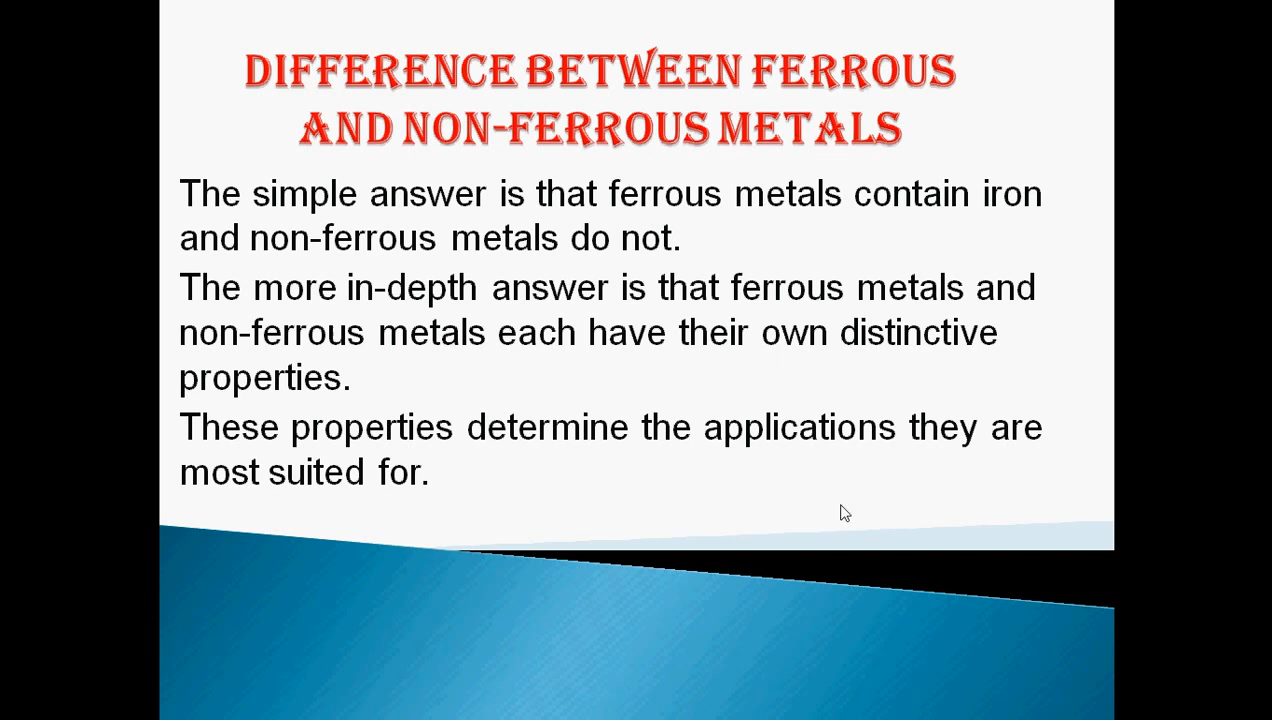 DIFFERENCE BETWEEN FERROUS
AND NON-FERROUS METALS
The simple answer is that ferrous metals contain iron
and non-ferrous metals do not.
The more in-depth answer is that ferrous metals and
non-ferrous metals each have their own distinctive
properties.
These properties determine the applications they are
most suited for.